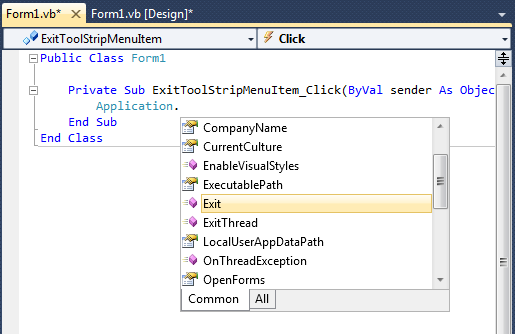 Form1.vb* Form1.vb [Design]*
ExitToolStripMenuItem Click
Public Class Form1
Private Sub ExitToolStripMenuItem_Click(ByVal sender As Objec
Application.
End Sub
End Class
CompanyName
CurrentCulture
EnableVisualStyles
ExecutablePath
Exit
ExitThread
LocalUserAppDataPath
OnThreadException
OpenForms
Common All